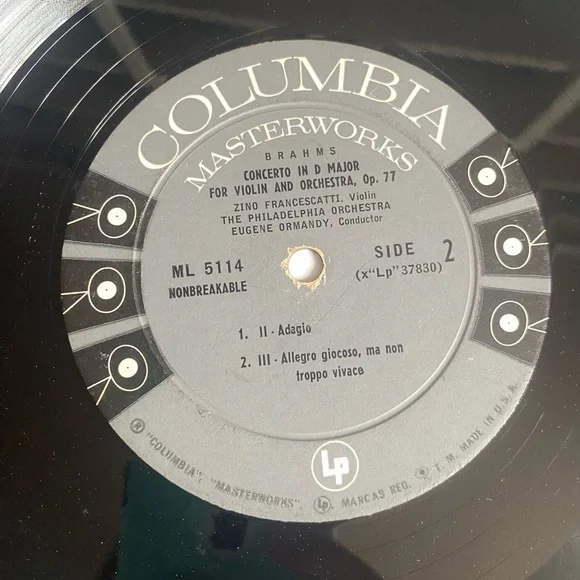 COLUMBIA
MASTERWORKS
BRAHMS
CONCERTO IN D MAJOR
FOR VIOLIN AND ORCHESTRA, Op. 77
ZINO FRANCESCATTI, Violin
THE PHILADELPHIA ORCHESTRA
EUGENE ORMANDY, Conductor
ML 5114
NONBREAKABLE
SIDE 2
(x"Lp"37830)
1. II - Adagio
2. III - Allegro giocoso, ma non
troppo vivace
Lp
® "COLUMBIA", "MASTERWORKS", Lp, MARCAS REG. T. M. MADE IN U.S.A.